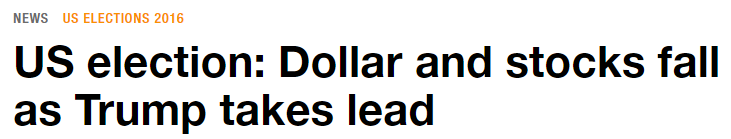 NEWS US ELECTIONS 2016
US election: Dollar and stocks fall
as Trump takes lead